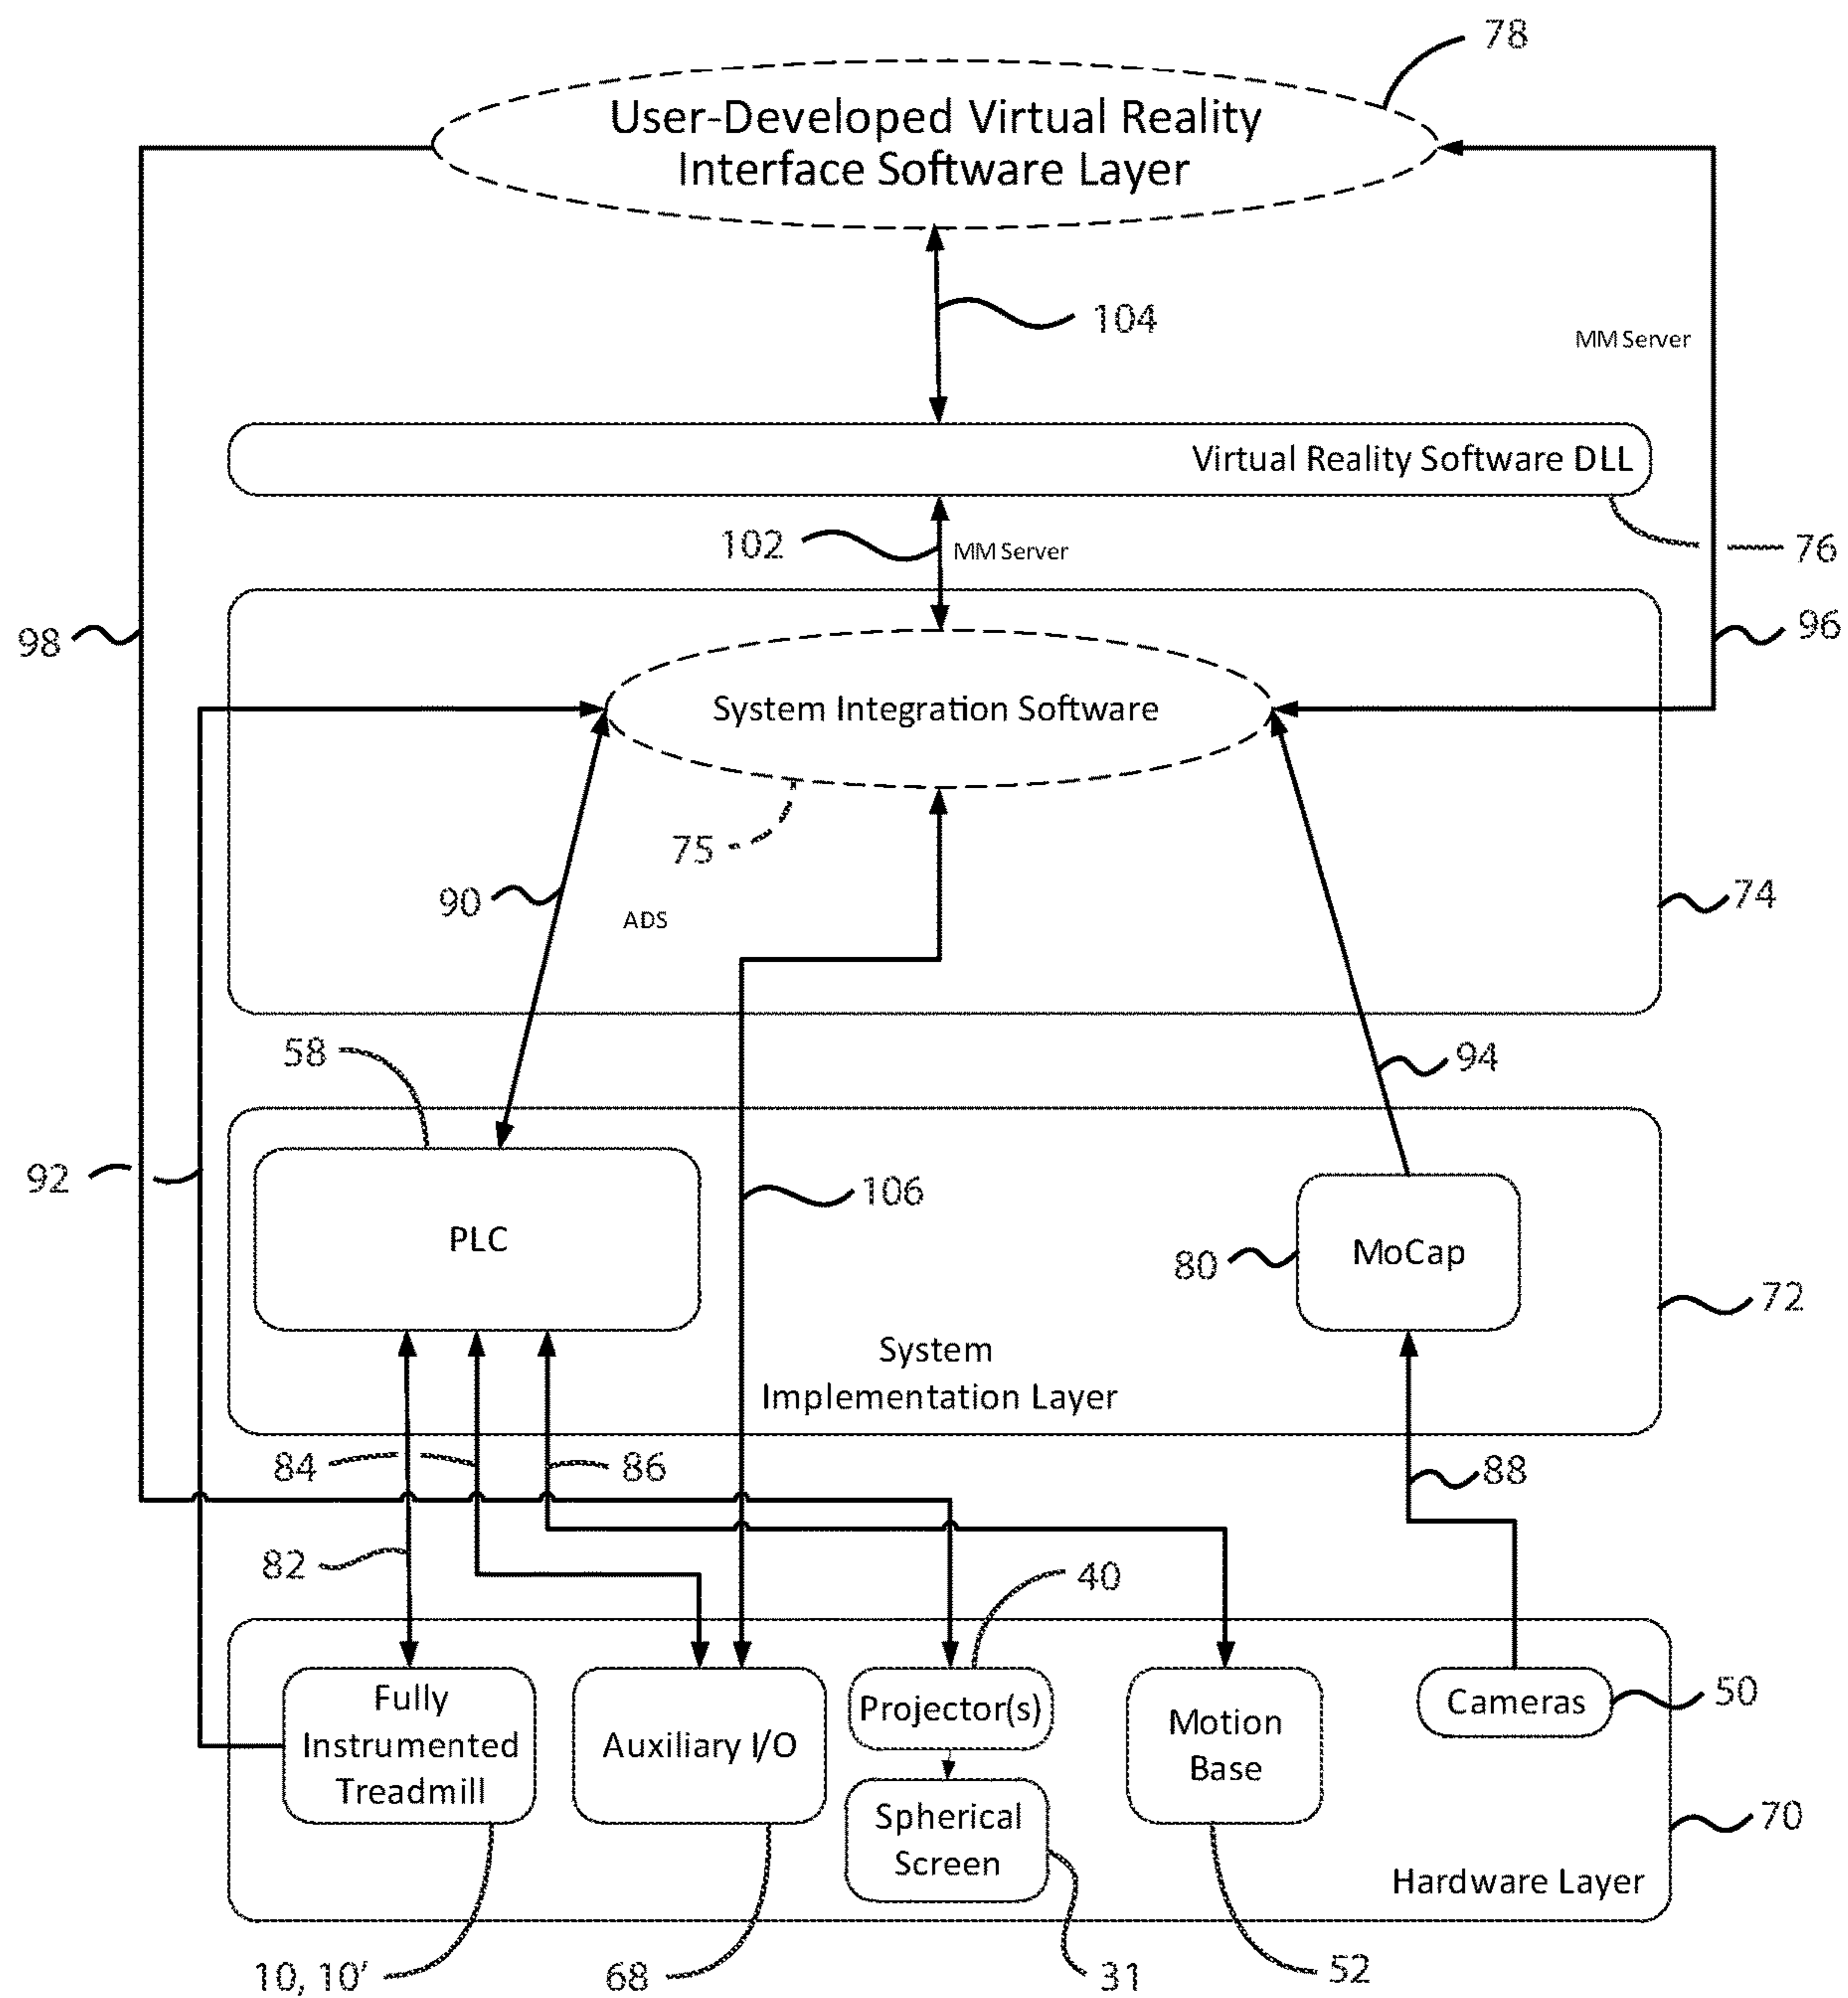 78
User-Developed Virtual Reality
Interface Software Layer
104
MM Server
Virtual Reality Software DLL
102
MM Server
76
98
96
System Integration Software
75
90
ADS
74
58
94
92
106
PLC
80
MoCap
72
System
Implementation Layer
84
86
88
82
40
Fully
Instrumented
Treadmill
Auxiliary I/O
Projector(s)
Spherical
Screen
Motion
Base
Cameras
50
70
Hardware Layer
10, 10'
68
31
52